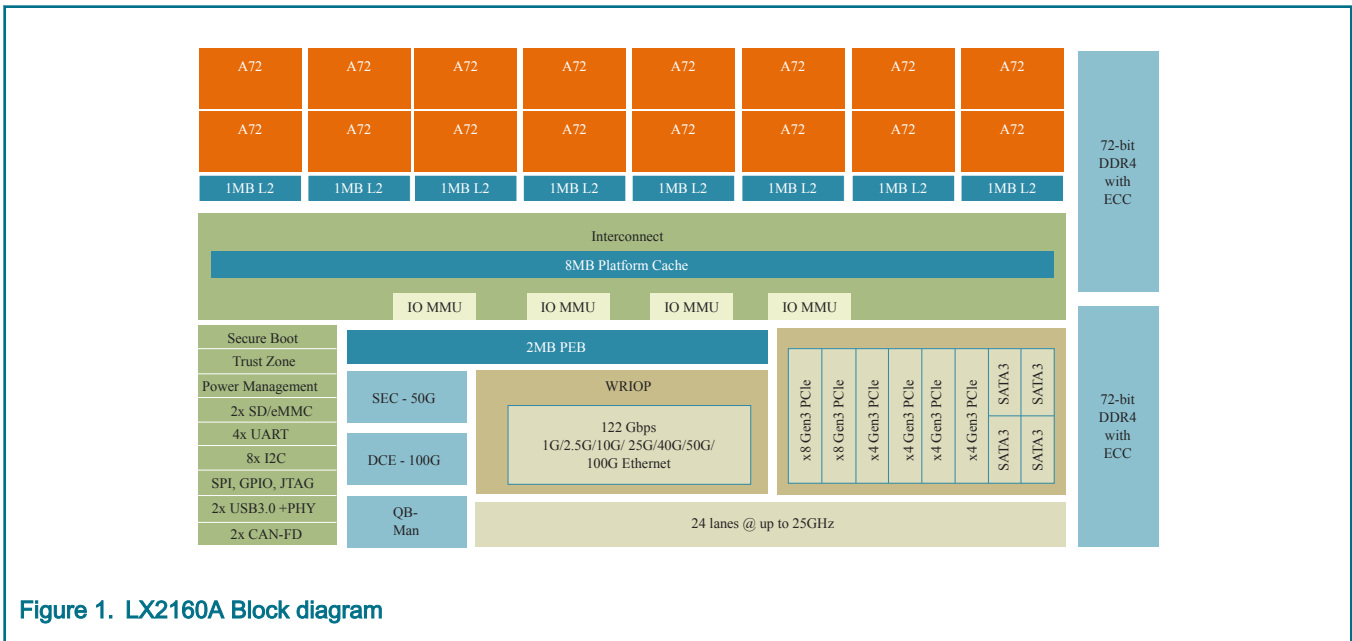 A72 A72 A72 A72 A72 A72 A72 A72
A72 A72 A72 A72 A72 A72 A72 A72
1MB L2 1MB L2 1MB L2 1MB L2 1MB L2 1MB L2 1MB L2 1MB L2
72-bit
DDR4
with
ECC
Interconnect
8MB Platform Cache
IO MMU IO MMU IO MMU IO MMU
Secure Boot
Trust Zone
Power Management
2x SD/eMMC
4x UART
8x I2C
SPI, GPIO, JTAG
2x USB3.0 +PHY
2x CAN-FD
2MB PEB
SEC - 50G
DCE - 100G
QB-
Man
WRIOP
122 Gbps
1G/2.5G/10G/ 25G/40G/50G/
100G Ethernet
x8 Gen3 PCIe
x8 Gen3 PCIe
x4 Gen3 PCIe
x4 Gen3 PCIe
x4 Gen3 PCIe
x4 Gen3 PCIe
SATA3
SATA3
SATA3
SATA3
24 lanes @ up to 25GHz
72-bit
DDR4
with
ECC
Figure 1. LX2160A Block diagram